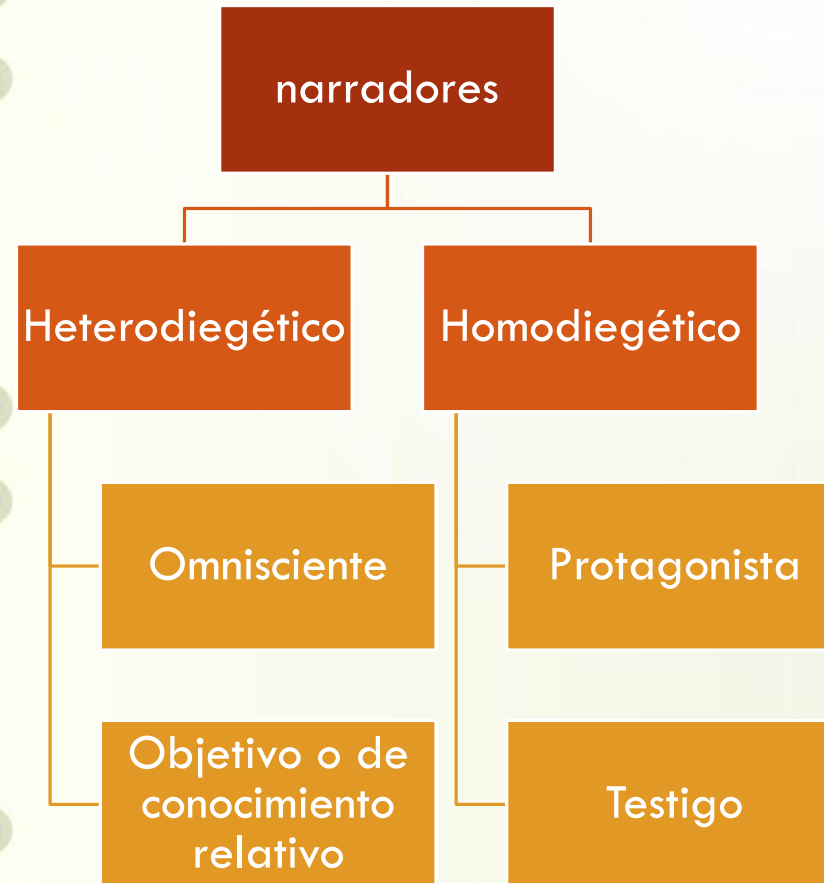 narradores
Heterodiegético
Homodiegético
Omnisciente
Protagonista
Objetivo o de
conocimiento
relativo
Testigo